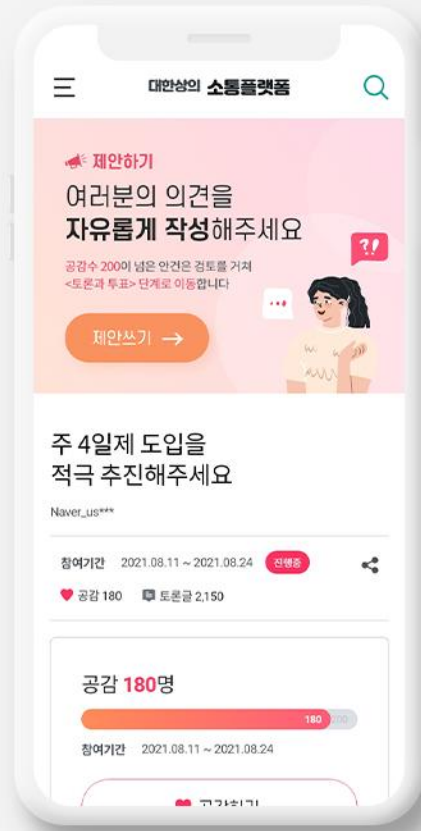 대한상의 소통플랫폼
제안하기
여러분의 의견을
자유롭게 작성해주세요
?!
공감수 200이 넘은 안건은 검토를 거쳐
<토론과 투표> 단계로 이동합니다
제안쓰기 →
주 4일제 도입을
적극 추진해주세요
Naver_us***
참여기간 2021.08.11 ~ 2021.08.24 진행중
공감 180 토론글 2,150
공감 180명
180
참여기간 2021.08.11 ~ 2021.08.24
공감하기